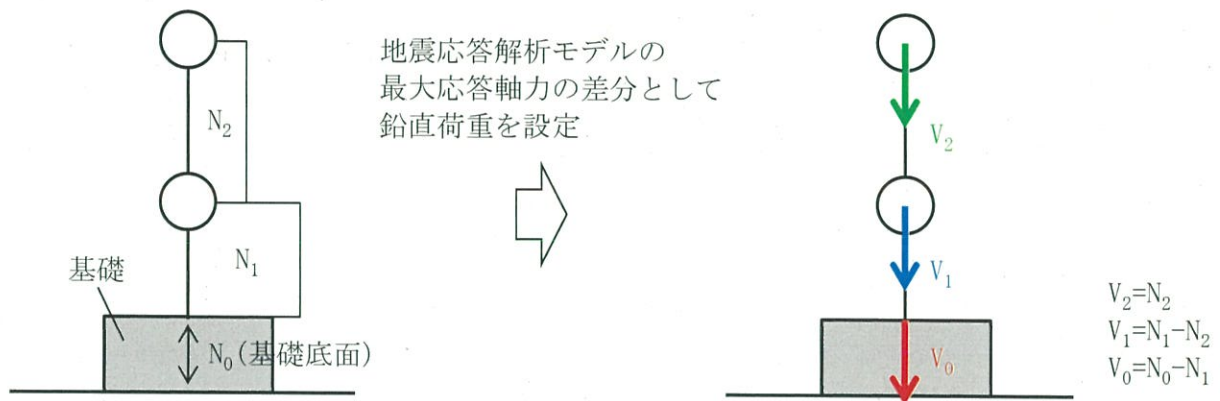 地震応答解析モデルの
最大応答軸力の差分として
鉛直荷重を設定
N₂
N₁
基礎
N₀(基礎底面)
V₂
V₁
V₀
V₂=N₂
V₁=N₁-N₂
V₀=N₀-N₁